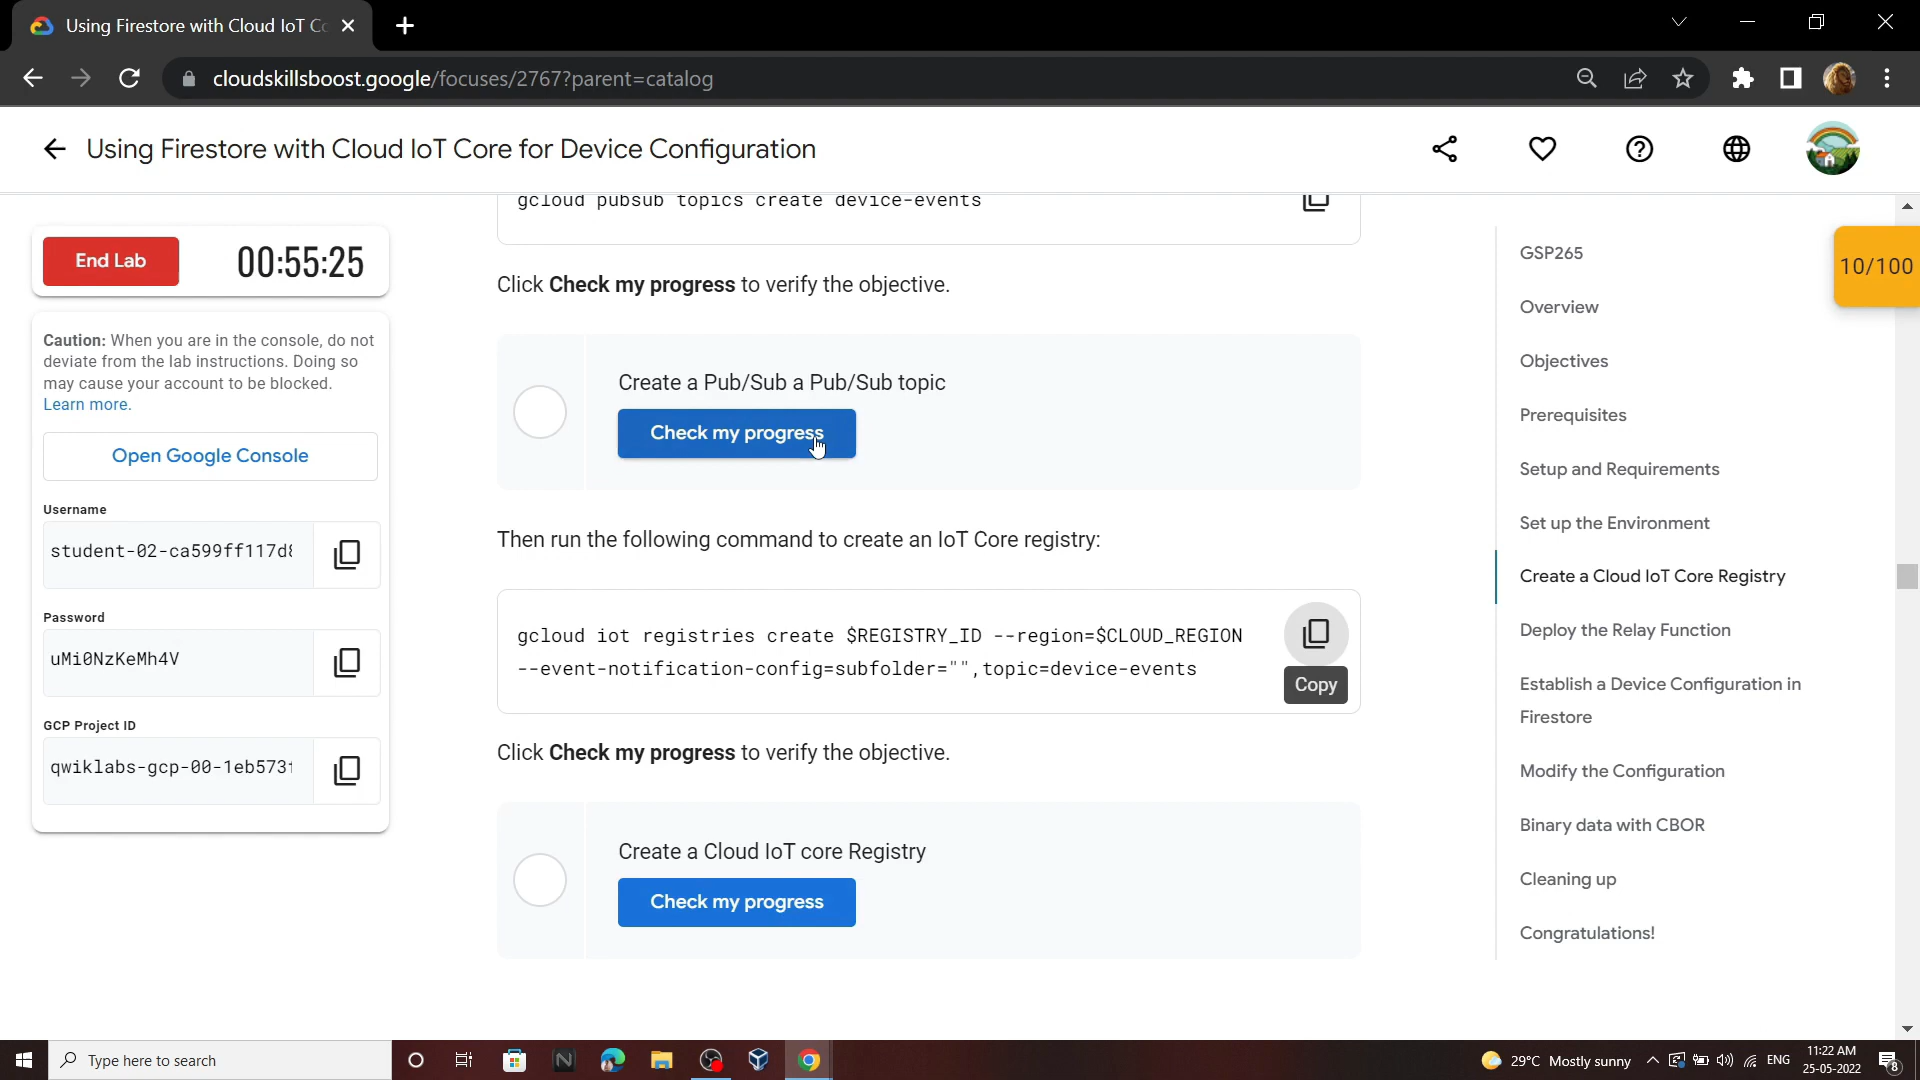 Using Firestore with Cloud IoT Co
cloudskillsboost.google/focuses/2767?parent=catalog
Using Firestore with Cloud IoT Core for Device Configuration
End Lab
00:55:25
Caution: When you are in the console, do not
deviate from the lab instructions. Doing so
may cause your account to be blocked.
Learn more.
Open Google Console
Username
student-02-ca599ff117d8
Password
uMi0NzKeMh4V
GCP Project ID
qwiklabs-gcp-00-1eb573f
gcloud pubsub topics create device-events
Click Check my progress to verify the objective.
Create a Pub/Sub a Pub/Sub topic
Check my progress
Then run the following command to create an IoT Core registry:
gcloud iot registries create $REGISTRY_ID --region=$CLOUD_REGION
--event-notification-config=subfolder="",topic=device-events
Copy
Click Check my progress to verify the objective.
Create a Cloud IoT core Registry
Check my progress
GSP265
Overview
Objectives
Prerequisites
Setup and Requirements
Set up the Environment
Create a Cloud IoT Core Registry
Deploy the Relay Function
Establish a Device Configuration in
Firestore
Modify the Configuration
Binary data with CBOR
Cleaning up
Congratulations!
10/100
Type here to search
29°C Mostly sunny
ENG
11:22 AM
25-05-2022
8